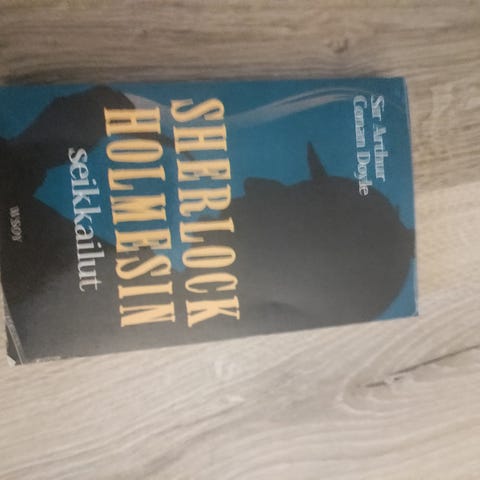 Sir Arthur
Conan Doyle
SHERLOCK
HOLMESIN
seikkailut
WSOY